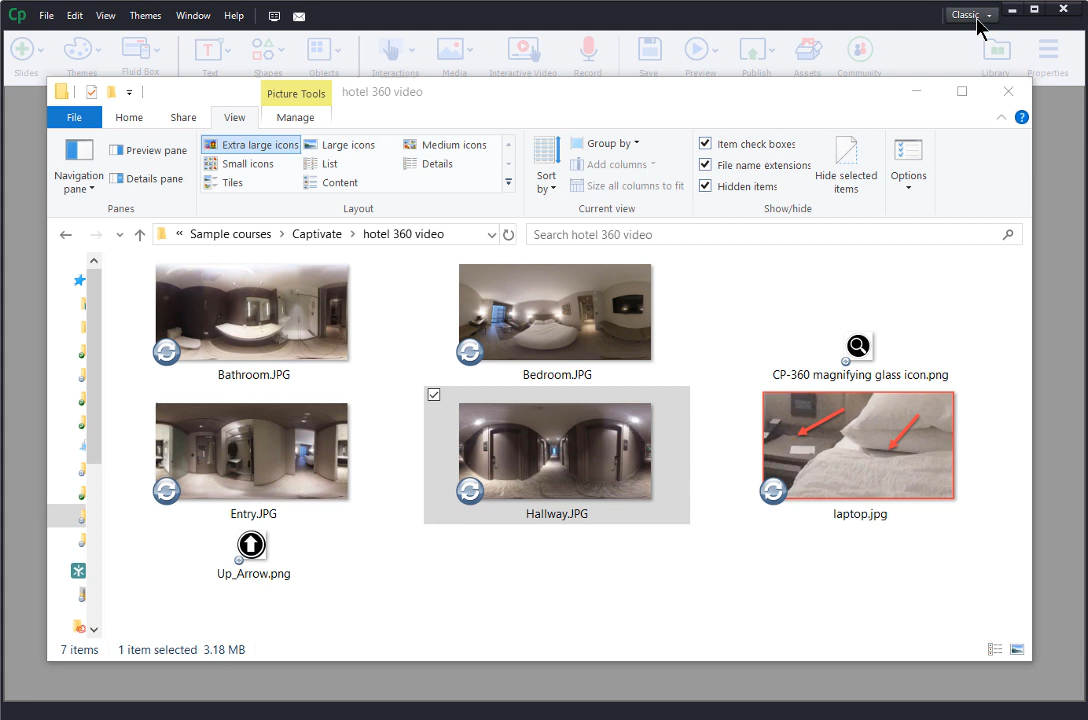 Cp File Edit View Themes Window Help Classic
Slides Themes Fluid Box Text Shapes Objects Interactions Media Interactive Video Record Save Preview Publish Assets Community Library Properties
Picture Tools hotel 360 video
File Home Share View Manage
Navigation pane
Preview pane
Details pane
Panes
Extra large icons Large icons Medium icons
Small icons List Details
Tiles Content
Layout
Sort by
Group by
Add columns
Size all columns to fit
Current view
Item check boxes
File name extensions
Hidden items
Hide selected items
Show/hide
Options
« Sample courses > Captivate > hotel 360 video
Search hotel 360 video
Bathroom.JPG
Bedroom.JPG
CP-360 magnifying glass icon.png
Entry.JPG
Hallway.JPG
laptop.jpg
Up_Arrow.png
7 items 1 item selected 3.18 MB